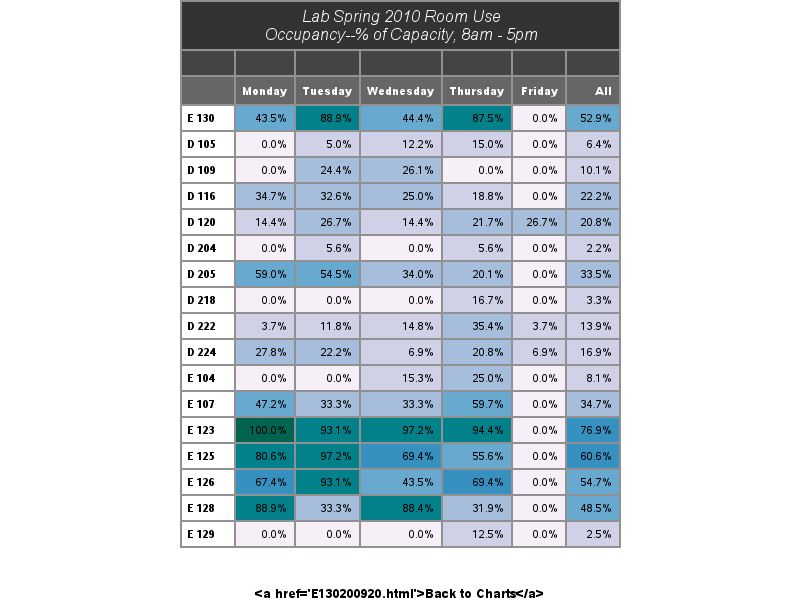 Lab Spring 2010 Room Use
Occupancy--% of Capacity, 8am - 5pm
Monday Tuesday Wednesday Thursday Friday All
E 130 43.5% 88.9% 44.4% 87.5% 0.0% 52.9%
D 105 0.0% 5.0% 12.2% 15.0% 0.0% 6.4%
D 109 0.0% 24.4% 26.1% 0.0% 0.0% 10.1%
D 116 34.7% 32.6% 25.0% 18.8% 0.0% 22.2%
D 120 14.4% 26.7% 14.4% 21.7% 26.7% 20.8%
D 204 0.0% 5.6% 0.0% 5.6% 0.0% 2.2%
D 205 59.0% 54.5% 34.0% 20.1% 0.0% 33.5%
D 218 0.0% 0.0% 0.0% 16.7% 0.0% 3.3%
D 222 3.7% 11.8% 14.8% 35.4% 3.7% 13.9%
D 224 27.8% 22.2% 6.9% 20.8% 6.9% 16.9%
E 104 0.0% 0.0% 15.3% 25.0% 0.0% 8.1%
E 107 47.2% 33.3% 33.3% 59.7% 0.0% 34.7%
E 123 100.0% 93.1% 97.2% 94.4% 0.0% 76.9%
E 125 80.6% 97.2% 69.4% 55.6% 0.0% 60.6%
E 126 67.4% 93.1% 43.5% 69.4% 0.0% 54.7%
E 128 88.9% 33.3% 88.4% 31.9% 0.0% 48.5%
E 129 0.0% 0.0% 0.0% 12.5% 0.0% 2.5%
<a href='E130200920.html'>Back to Charts</a>